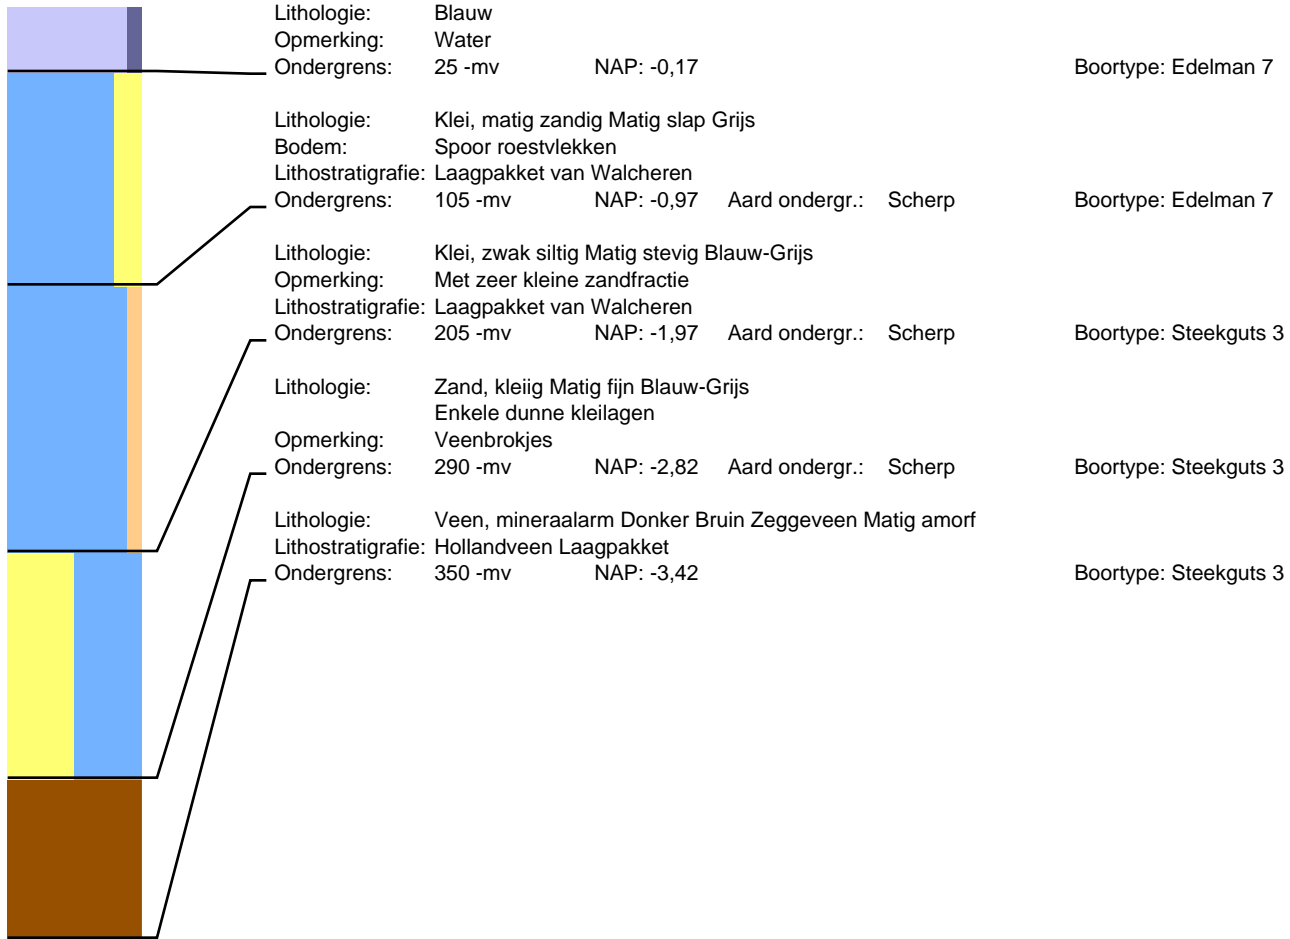 Lithologie: Blauw
Opmerking: Water
Ondergrens: 25 -mv NAP: -0,17 Boortype: Edelman 7
Lithologie: Klei, matig zandig Matig slap Grijs
Bodem: Spoor roestvlekken
Lithostratigrafie: Laagpakket van Walcheren
Ondergrens: 105 -mv NAP: -0,97 Aard ondergr.: Scherp Boortype: Edelman 7
Lithologie: Klei, zwak siltig Matig stevig Blauw-Grijs
Opmerking: Met zeer kleine zandfractie
Lithostratigrafie: Laagpakket van Walcheren
Ondergrens: 205 -mv NAP: -1,97 Aard ondergr.: Scherp Boortype: Steekguts 3
Lithologie: Zand, kleiig Matig fijn Blauw-Grijs
Enkele dunne kleilagen
Opmerking: Veenbrokjes
Ondergrens: 290 -mv NAP: -2,82 Aard ondergr.: Scherp Boortype: Steekguts 3
Lithologie: Veen, mineraalarm Donker Bruin Zeggeveen Matig amorf
Lithostratigrafie: Hollandveen Laagpakket
Ondergrens: 350 -mv NAP: -3,42 Boortype: Steekguts 3